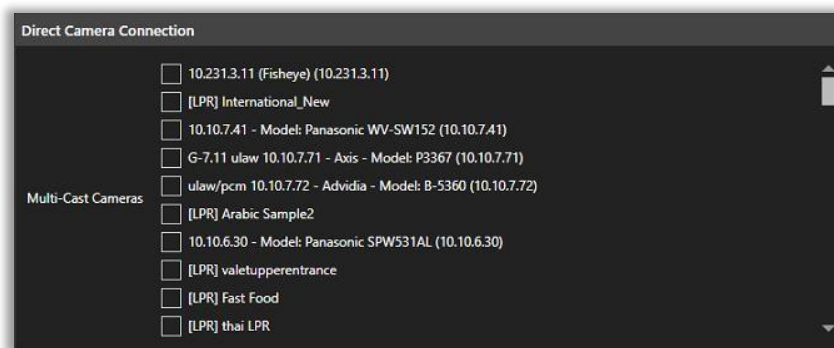 Direct Camera Connection
10.231.3.11 (Fisheye) (10.231.3.11)
[LPR] International_New
10.10.7.41 - Model: Panasonic WV-SW152 (10.10.7.41)
G-7.11 ulaw 10.10.7.71 - Axis - Model: P3367 (10.10.7.71)
ulaw/pcm 10.10.7.72 - Advidia - Model: B-5360 (10.10.7.72)
Multi-Cast Cameras
[LPR] Arabic Sample2
10.10.6.30 - Model: Panasonic SPW531AL (10.10.6.30)
[LPR] valetupperentrance
[LPR] Fast Food
[LPR] thai LPR